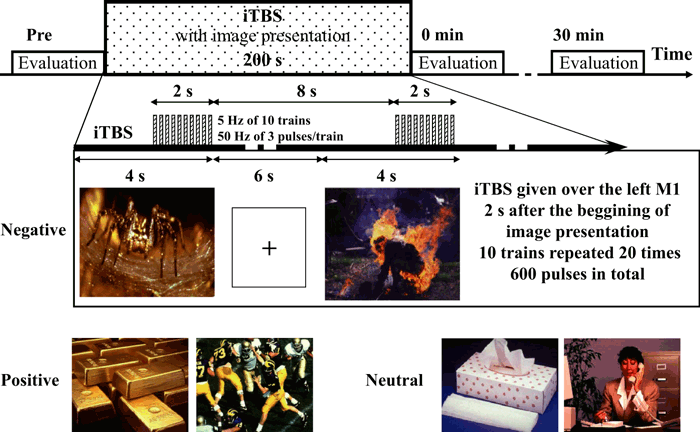 iTBS
with image presentation
200 s
Pre
0 min
30 min
Evaluation
Evaluation
Evaluation
Time
2 s
8 s
2 s
iTBS
5 Hz of 10 trains
50 Hz of 3 pulses/train
4 s
6 s
4 s
Negative
+
iTBS given over the left M1
2 s after the beggining of
image presentation
10 trains repeated 20 times
600 pulses in total
Positive
Neutral